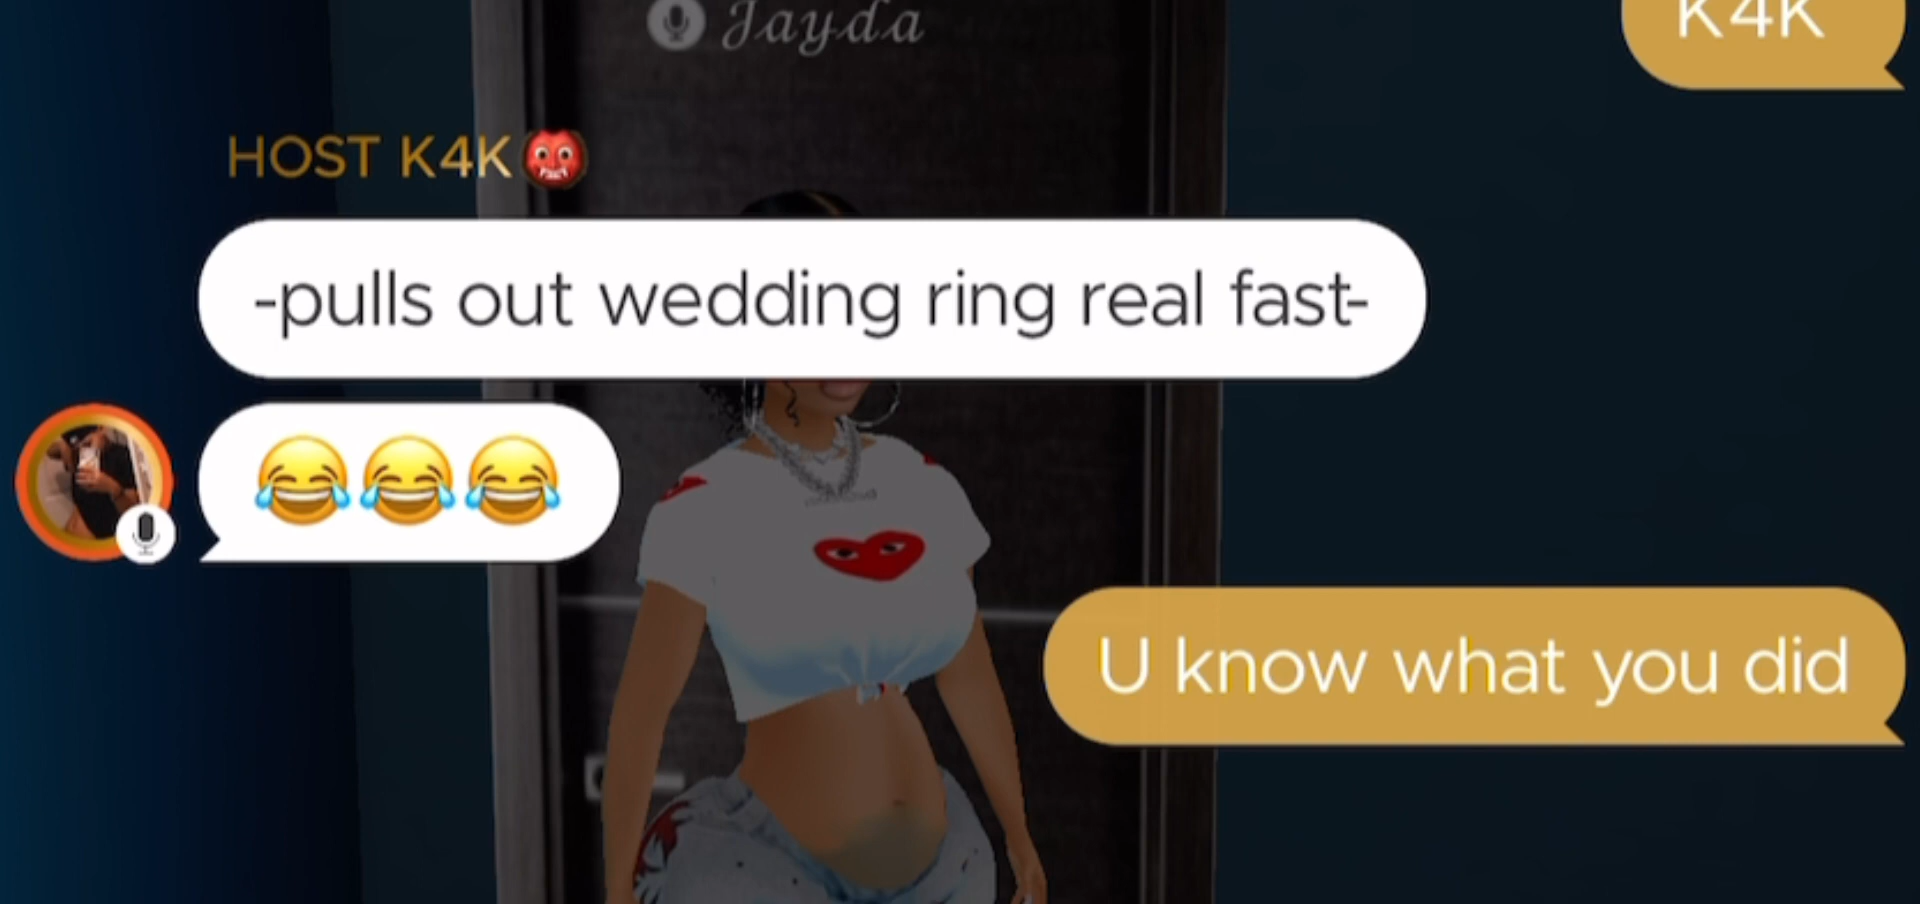 Jayda
K4K
HOST K4K👹
-pulls out wedding ring real fast-
😂😂😂
U know what you did